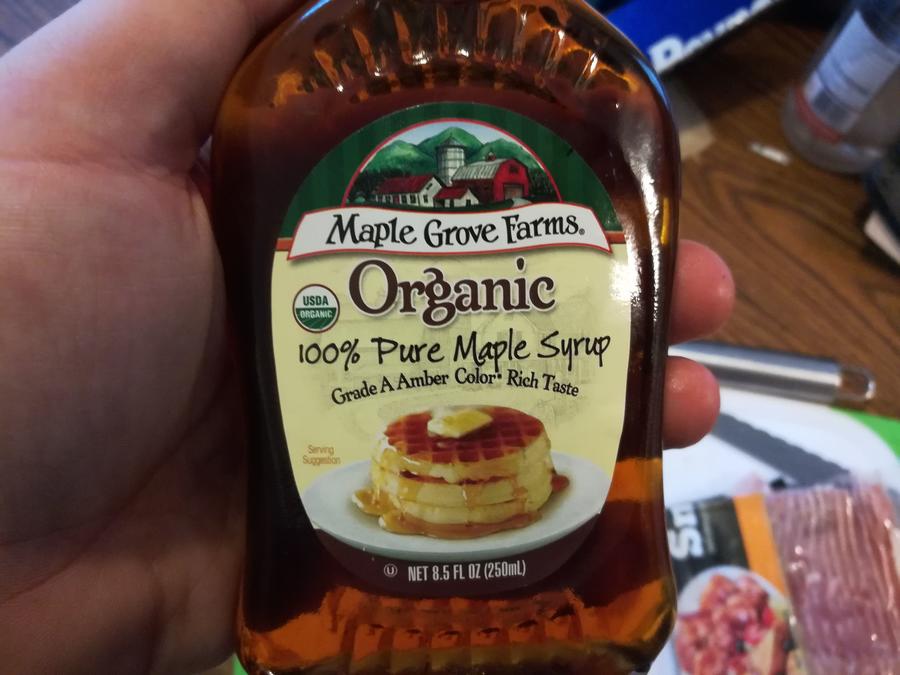 Maple Grove Farms®
Organic
USDA
ORGANIC
100% Pure Maple Syrup
Grade A Amber Color • Rich Taste
Serving
Suggestion
U NET 8.5 FL OZ (250mL)